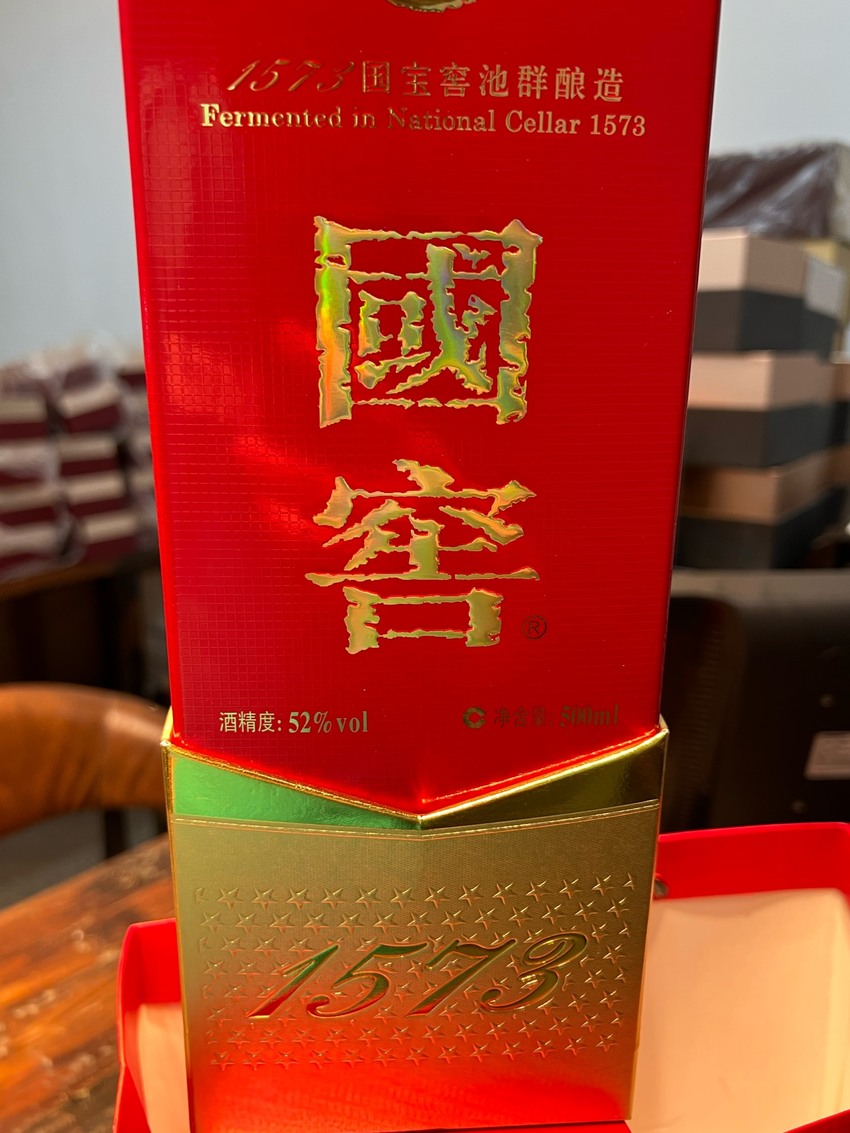 1573国宝窖池群酿造
Fermented in National Cellar 1573
國
窖
®
酒精度: 52%vol
净含量: 500ml
1573